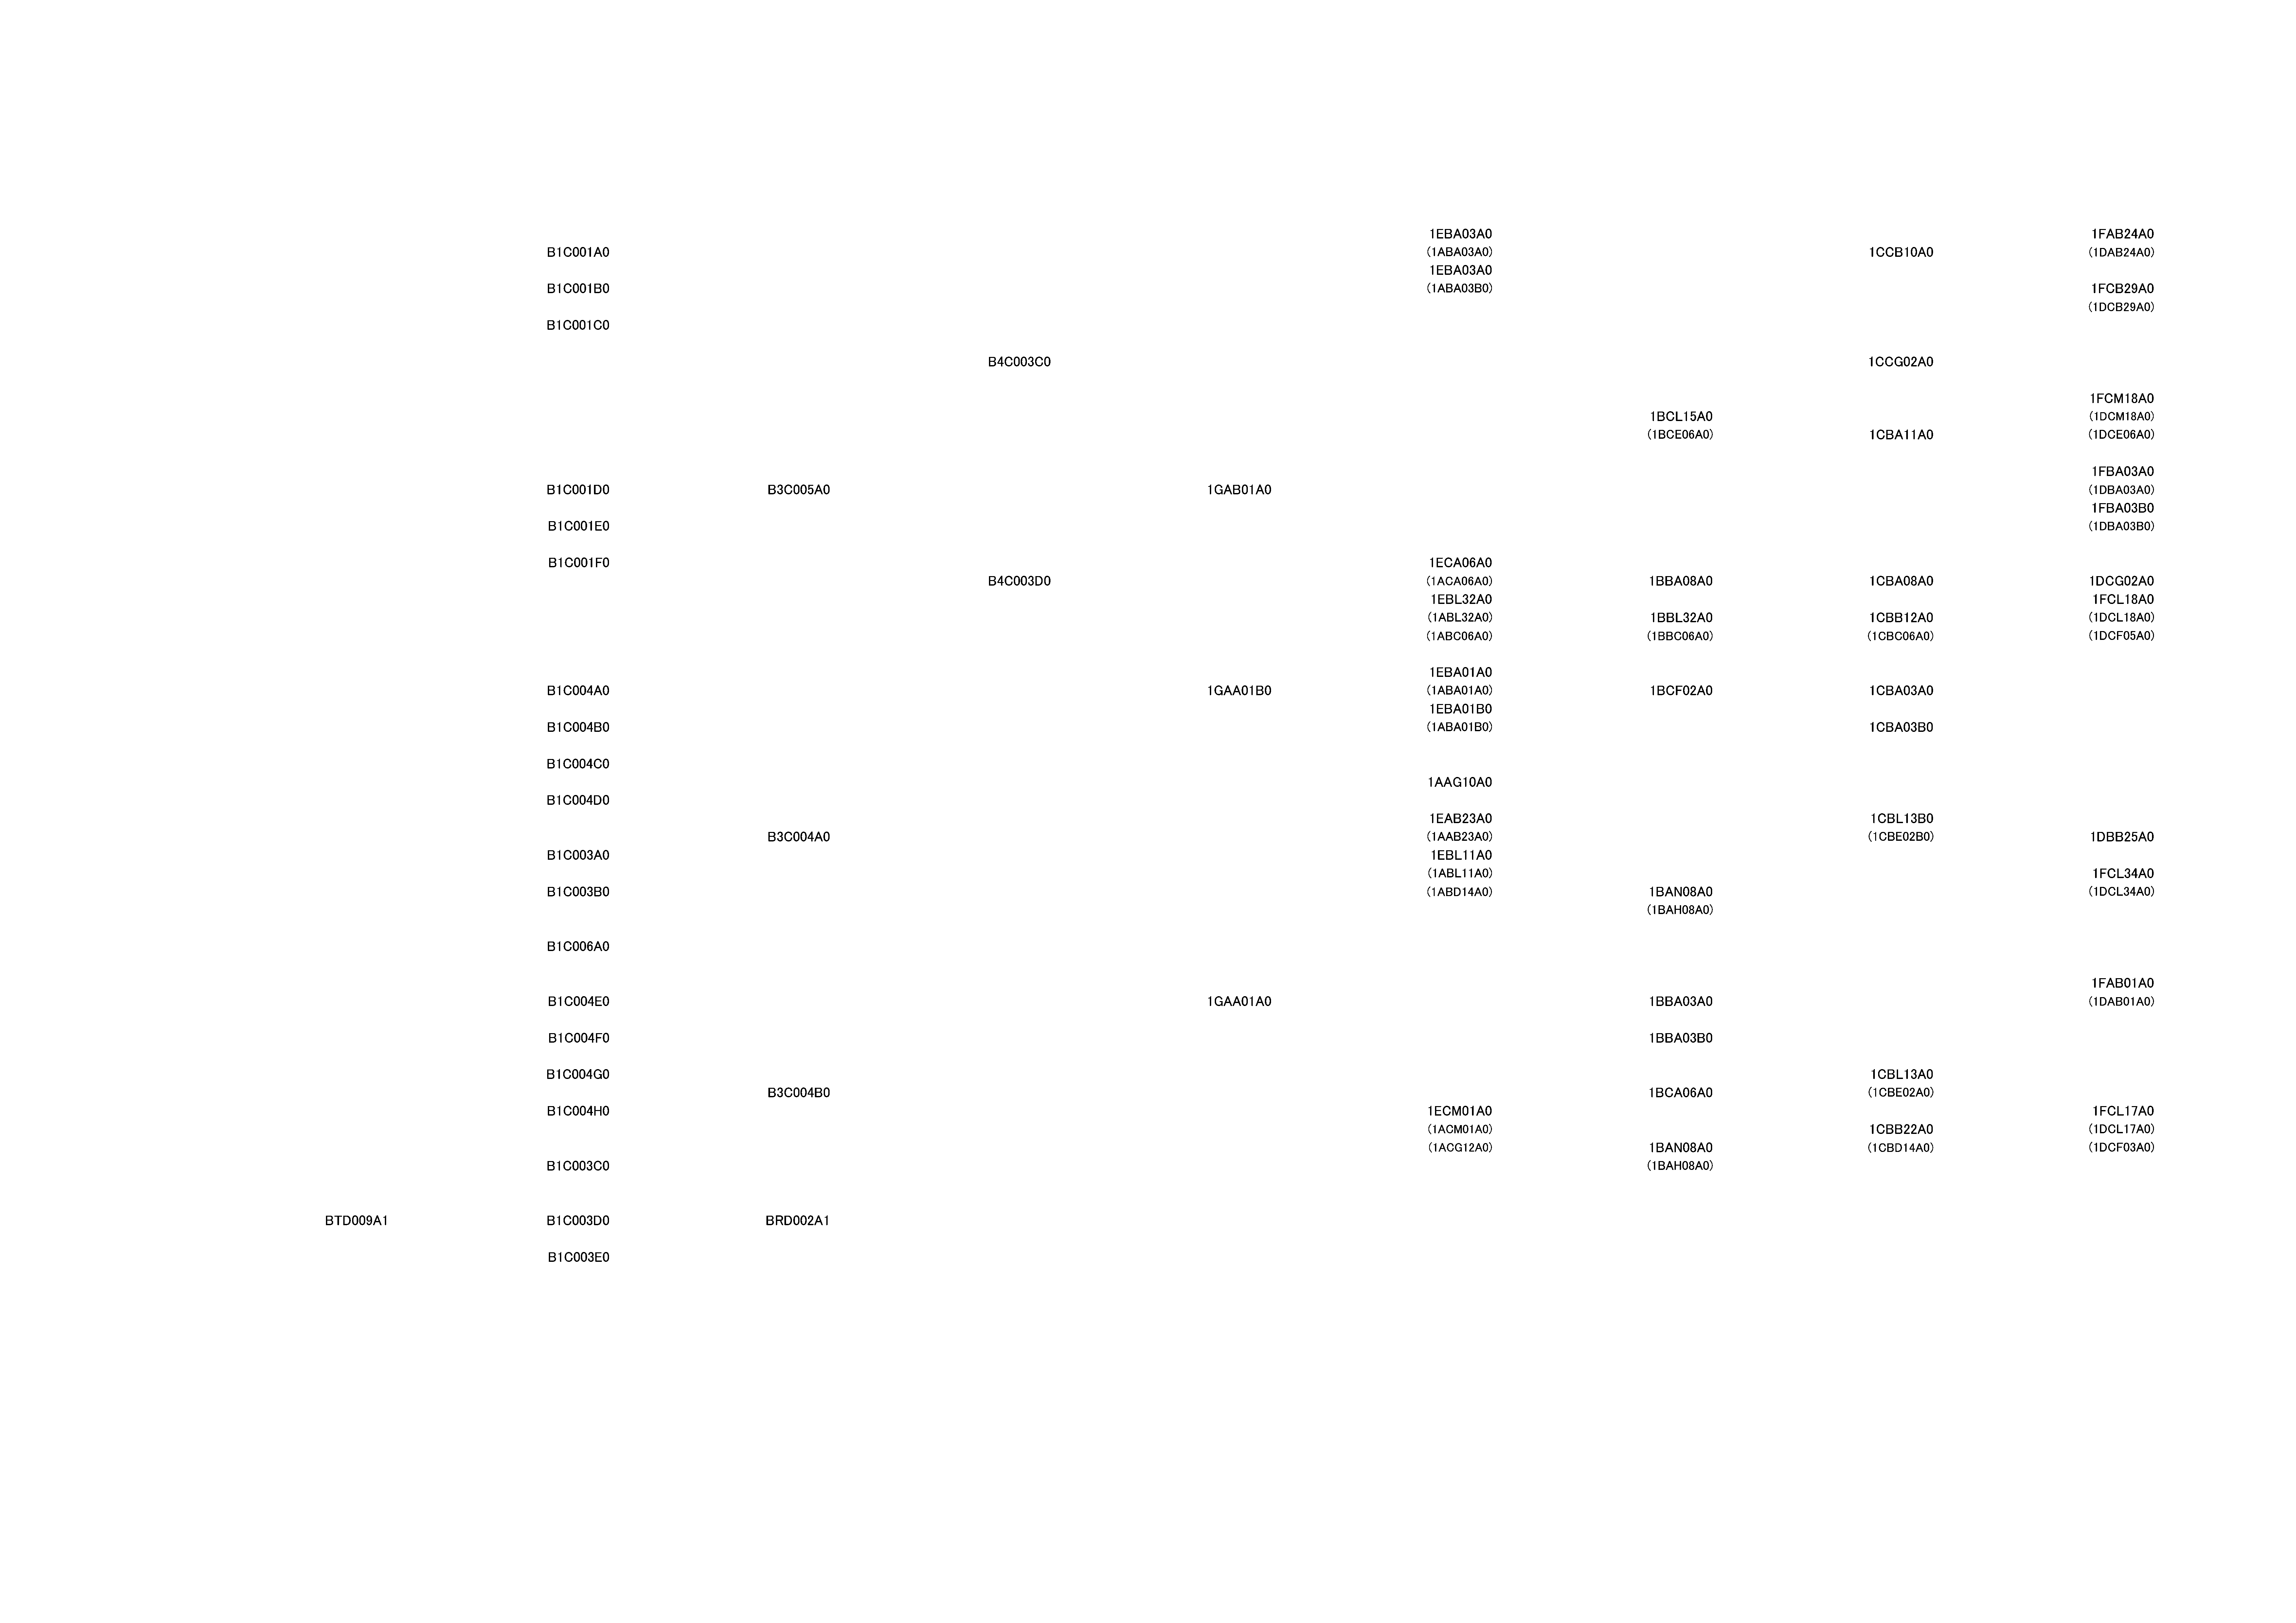 1EBA03A0 1FAB24A0
B1C001A0 (1ABA03A0) 1CCB10A0 (1DAB24A0)
1EBA03A0
B1C001B0 (1ABA03B0) 1FCB29A0
(1DCB29A0)
B1C001C0
B4C003C0 1CCG02A0
1FCM18A0
1BCL15A0 (1DCM18A0)
(1BCE06A0) 1CBA11A0 (1DCE06A0)
1FBA03A0
B1C001D0 B3C005A0 1GAB01A0 (1DBA03A0)
1FBA03B0
B1C001E0 (1DBA03B0)
B1C001F0 1ECA06A0
B4C003D0 (1ACA06A0) 1BBA08A0 1CBA08A0 1DCG02A0
1EBL32A0 1FCL18A0
(1ABL32A0) 1BBL32A0 1CBB12A0 (1DCL18A0)
(1ABC06A0) (1BBC06A0) (1CBC06A0) (1DCF05A0)
1EBA01A0
B1C004A0 1GAA01B0 (1ABA01A0) 1BCF02A0 1CBA03A0
1EBA01B0
B1C004B0 (1ABA01B0) 1CBA03B0
B1C004C0
1AAG10A0
B1C004D0
1EAB23A0 1CBL13B0
B3C004A0 (1AAB23A0) (1CBE02B0) 1DBB25A0
B1C003A0 1EBL11A0
(1ABL11A0) 1FCL34A0
B1C003B0 (1ABD14A0) 1BAN08A0 (1DCL34A0)
(1BAH08A0)
B1C006A0
1FAB01A0
B1C004E0 1GAA01A0 1BBA03A0 (1DAB01A0)
B1C004F0 1BBA03B0
B1C004G0 1CBL13A0
B3C004B0 1BCA06A0 (1CBE02A0)
B1C004H0 1ECM01A0 1FCL17A0
(1ACM01A0) 1CBB22A0 (1DCL17A0)
(1ACG12A0) 1BAN08A0 (1CBD14A0) (1DCF03A0)
B1C003C0 (1BAH08A0)
BTD009A1 B1C003D0 BRD002A1
B1C003E0